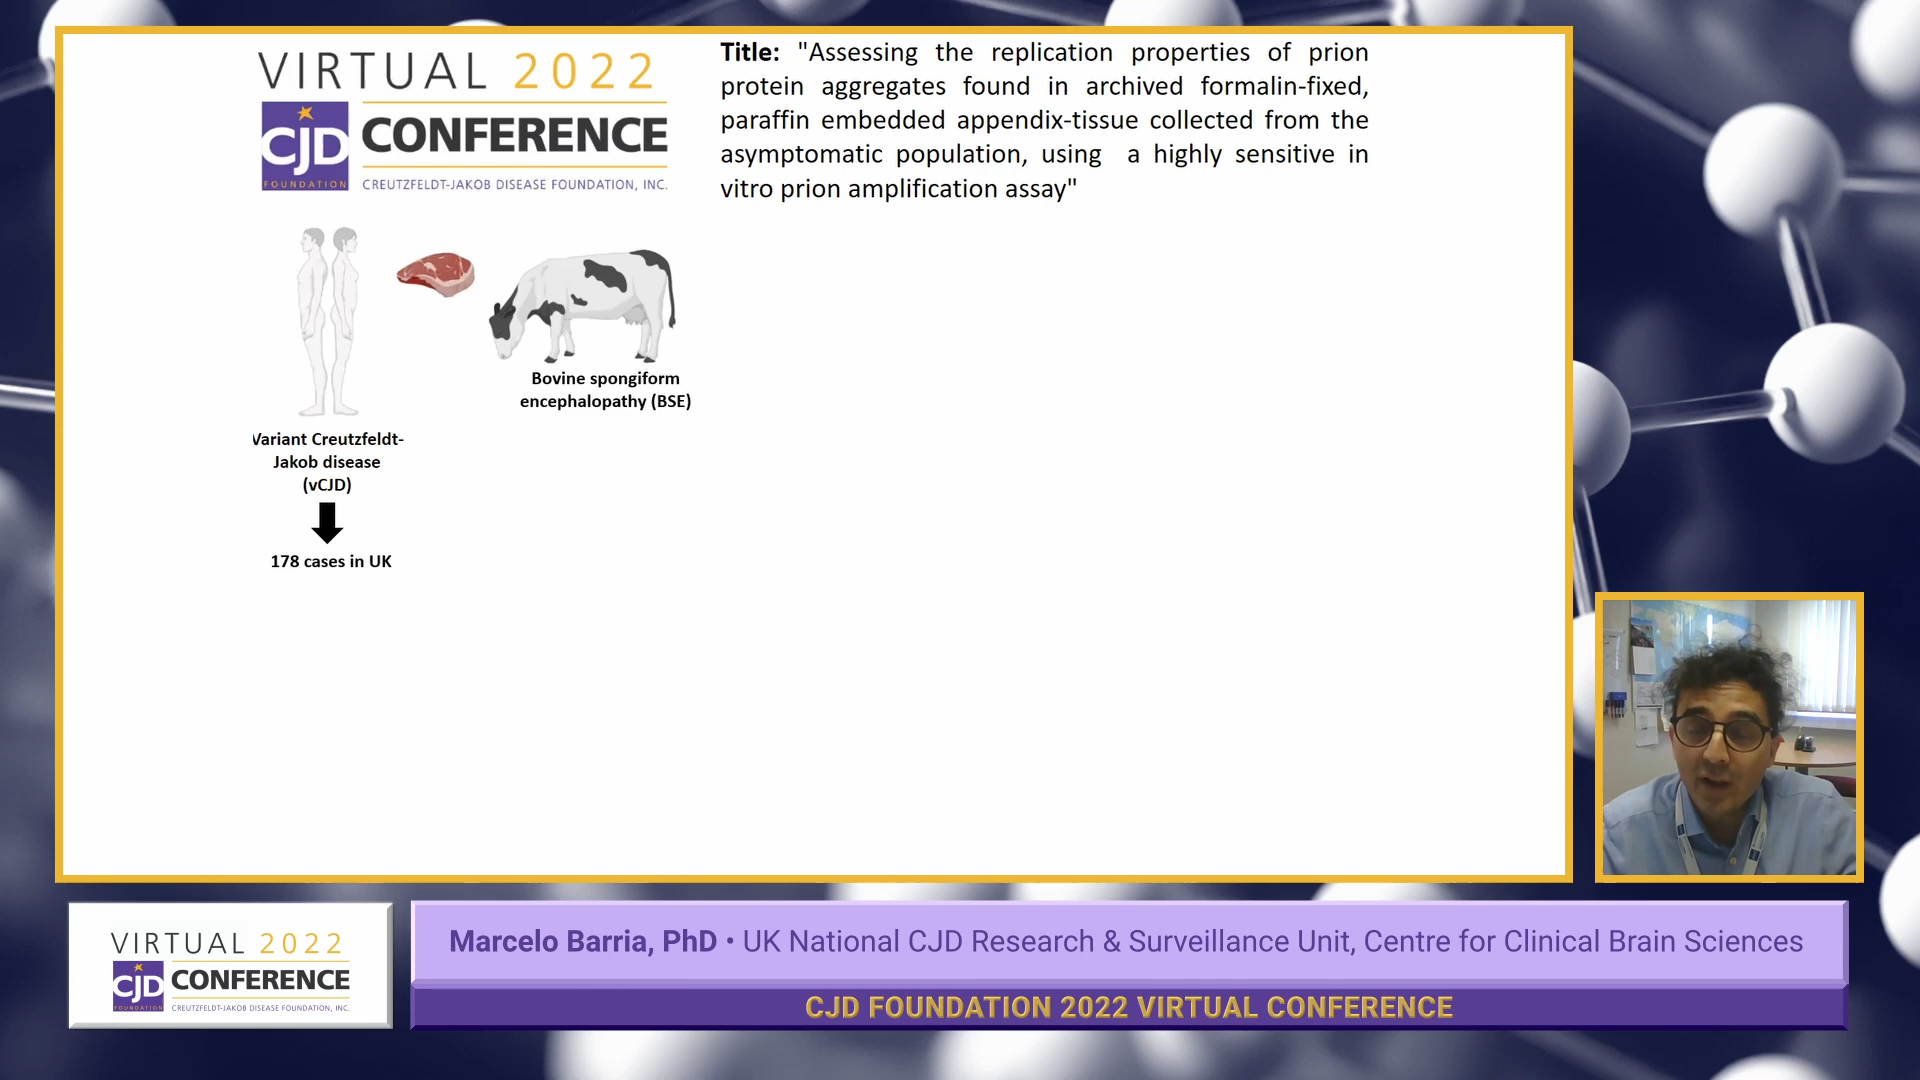 VIRTUAL 2022
CJD
FOUNDATION
CONFERENCE
CREUTZFELDT-JAKOB DISEASE FOUNDATION, INC.
Title: "Assessing the replication properties of prion
protein aggregates found in archived formalin-fixed,
paraffin embedded appendix-tissue collected from the
asymptomatic population, using a highly sensitive in
vitro prion amplification assay"
Bovine spongiform
encephalopathy (BSE)
Variant Creutzfeldt-
Jakob disease
(vCJD)
178 cases in UK
VIRTUAL 2022
CJD
FOUNDATION
CONFERENCE
CREUTZFELDT-JAKOB DISEASE FOUNDATION, INC.
Marcelo Barria, PhD • UK National CJD Research & Surveillance Unit, Centre for Clinical Brain Sciences
CJD FOUNDATION 2022 VIRTUAL CONFERENCE